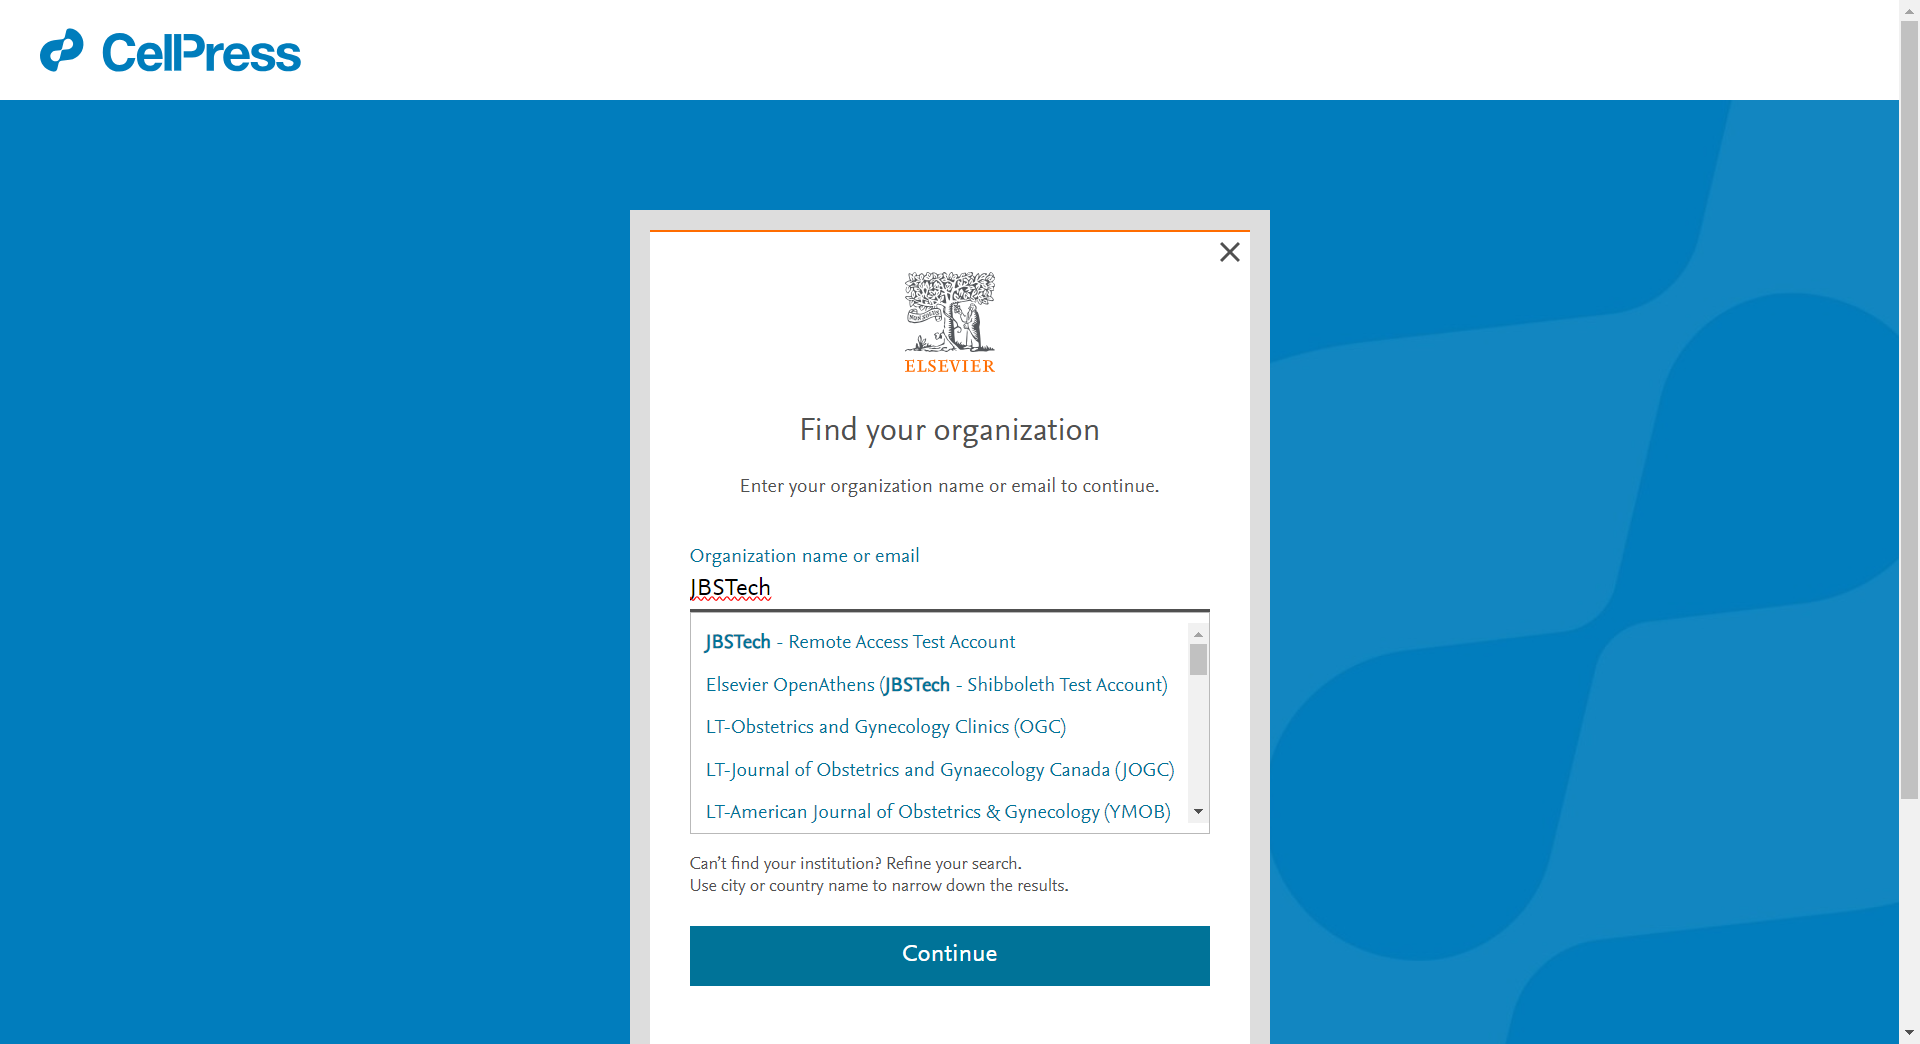 CellPress
ELSEVIER
Find your organization
Enter your organization name or email to continue.
Organization name or email
JBSTech
JBSTech - Remote Access Test Account
Elsevier OpenAthens (JBSTech - Shibboleth Test Account)
LT-Obstetrics and Gynecology Clinics (OGC)
LT-Journal of Obstetrics and Gynaecology Canada (JOGC)
LT-American Journal of Obstetrics & Gynecology (YMOB)
Can’t find your institution? Refine your search.
Use city or country name to narrow down the results.
Continue